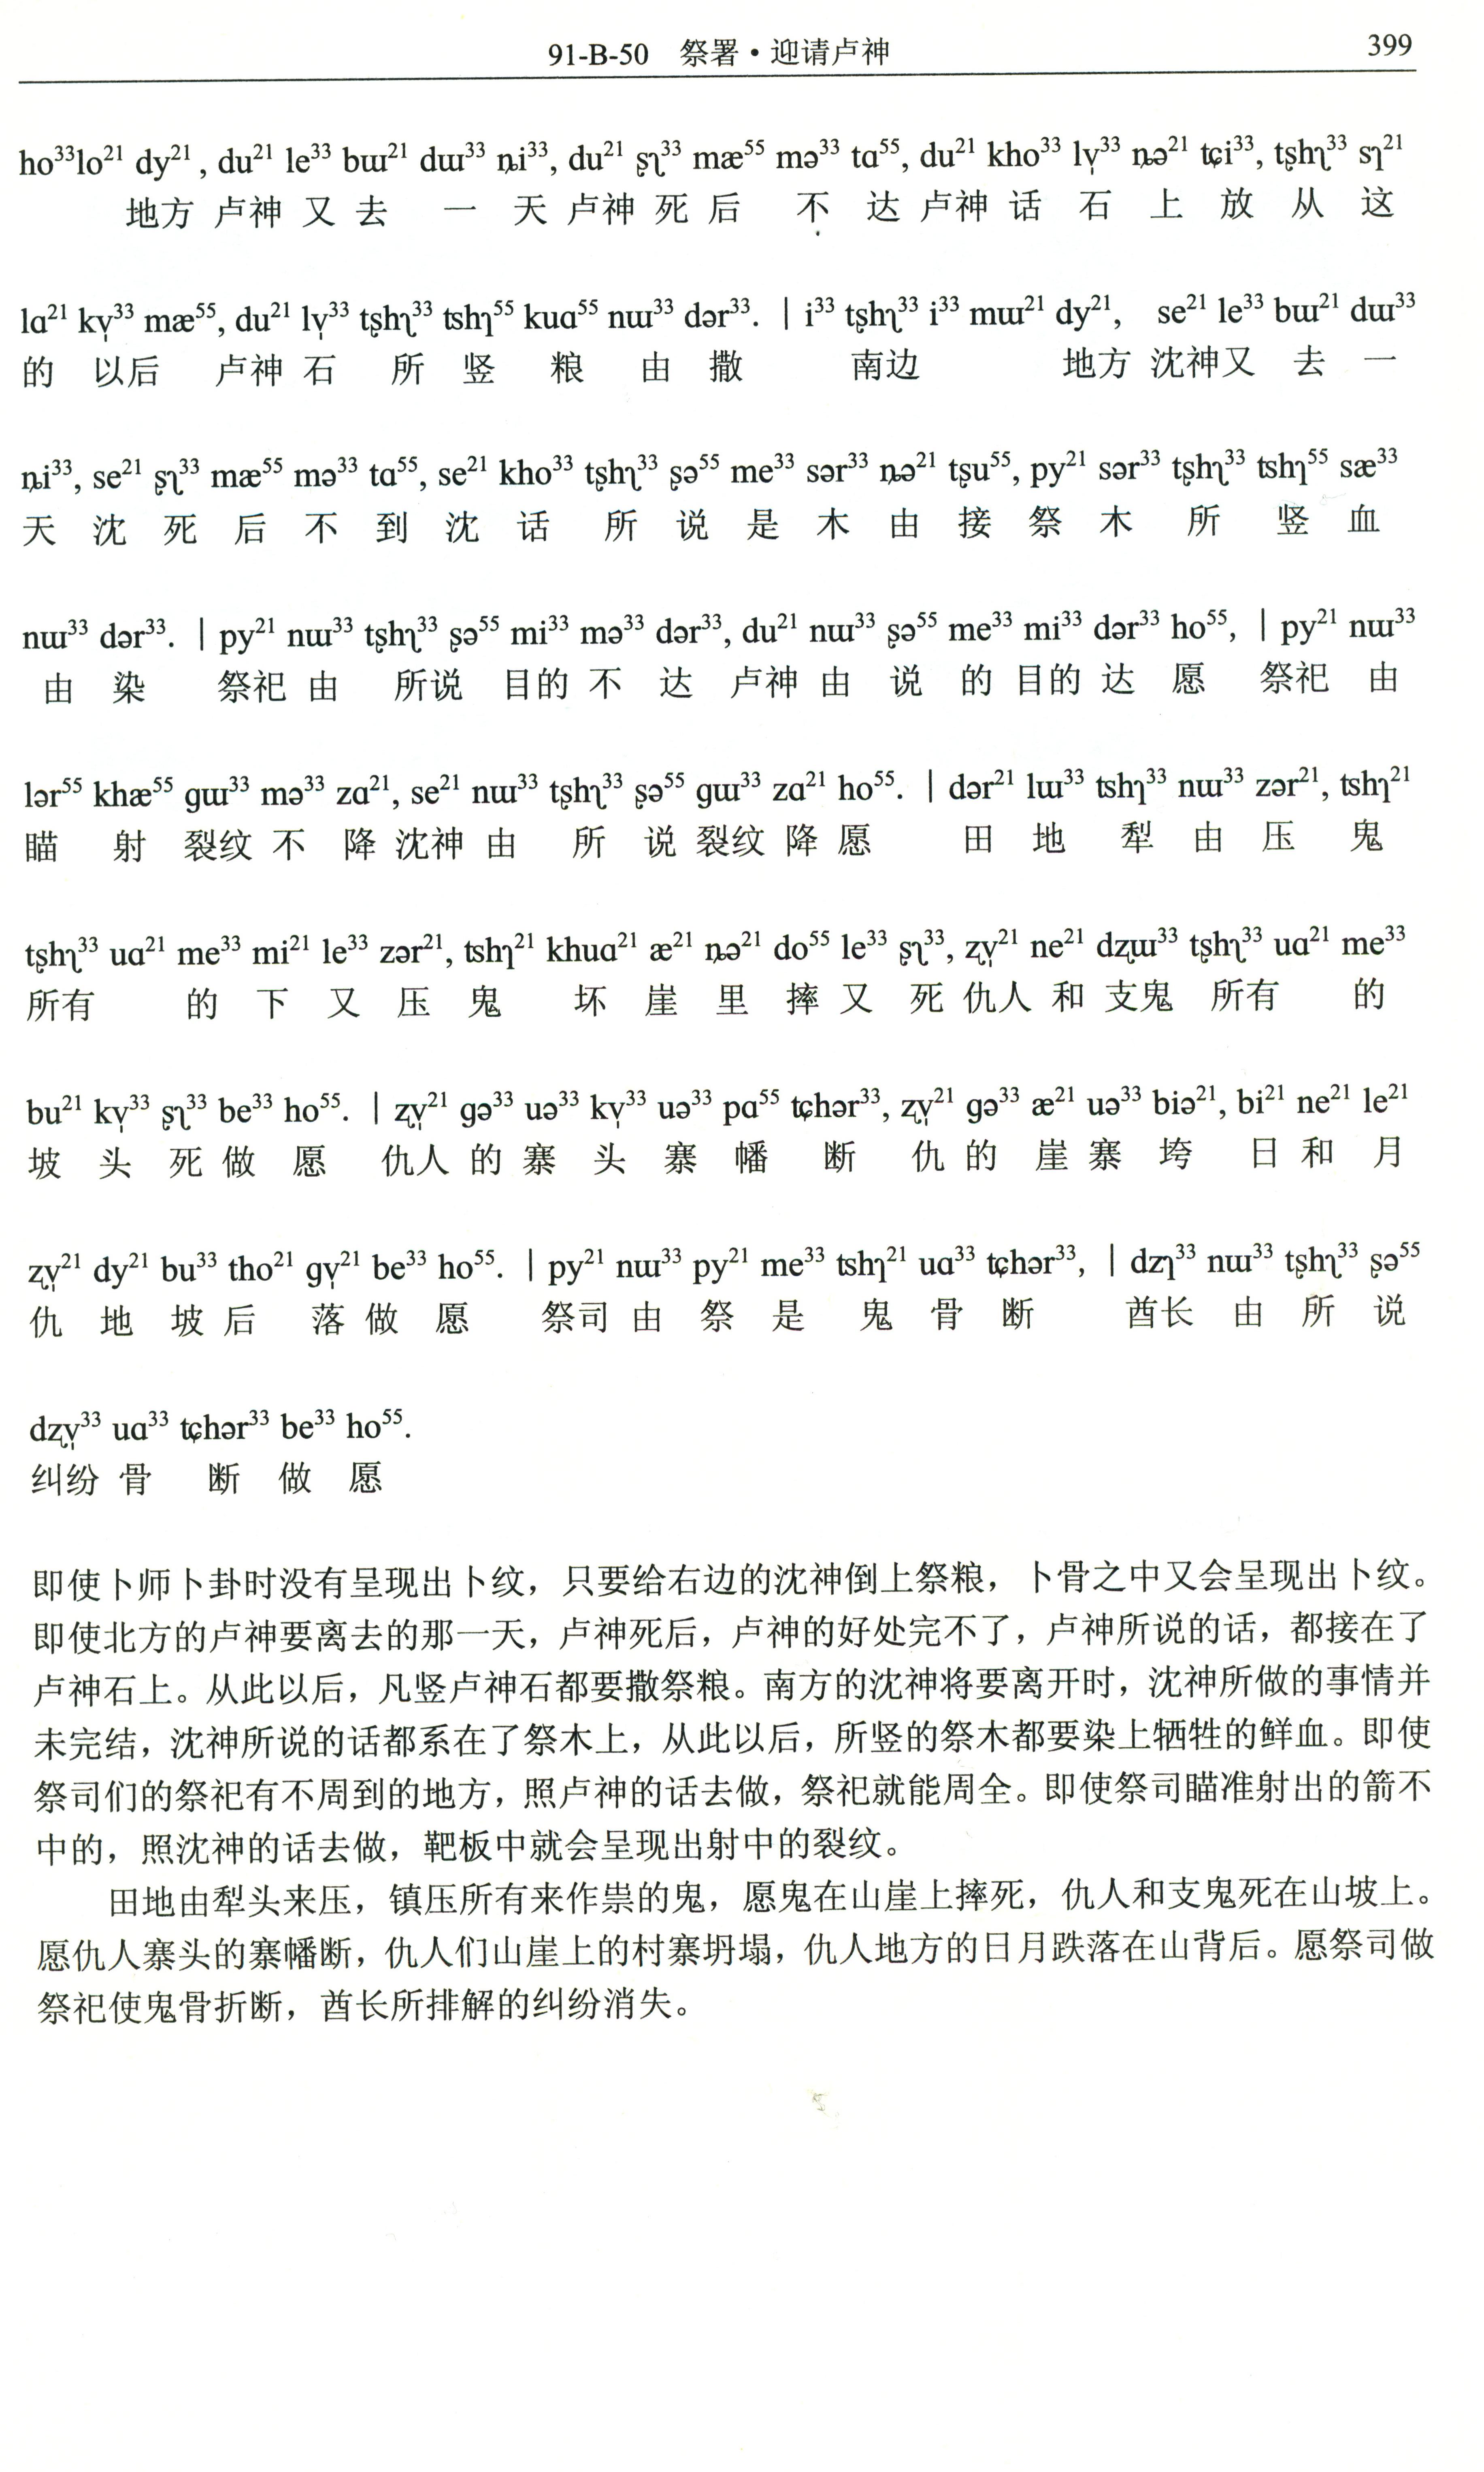 91-B-50 祭署·迎请卢神 399
ho³³lo²¹ dy²¹ , du²¹ le³³ bɯ²¹ dɯ³³ ȵi³³, du²¹ ʂʅ³³ mæ⁵⁵ mə³³ tɑ⁵⁵, du²¹ kho³³ lv̩³³ ȵə²¹ tɕi³³, tʂhʅ³³ sʅ²¹
地方 卢神 又 去 一 天 卢神 死 后 不 达 卢神 话 石 上 放 从 这
lɑ²¹ kv̩³³ mæ⁵⁵, du²¹ lv̩³³ tʂhʅ³³ tshɿ⁵⁵ kuɑ⁵⁵ nɯ³³ dər³³. | i³³ tʂhʅ³³ i³³ mɯ²¹ dy²¹, se²¹ le³³ bɯ²¹ dɯ³³
的 以后 卢神 石 所 竖 粮 由 撒 南边 地方 沈神 又 去 一
ȵi³³, se²¹ ʂʅ³³ mæ⁵⁵ mə³³ tɑ⁵⁵, se²¹ kho³³ tʂhʅ³³ ʂə⁵⁵ me³³ sər³³ ȵə²¹ tʂu⁵⁵, py²¹ sər³³ tʂhʅ³³ tshɿ⁵⁵ sæ³³
天 沈 死 后 不 到 沈 话 所 说 是 木 由 接 祭 木 所 竖 血
nɯ³³ dər³³. | py²¹ nɯ³³ tʂhʅ³³ ʂə⁵⁵ mi³³ mə³³ dər³³, du²¹ nɯ³³ ʂə⁵⁵ me³³ mi³³ dər³³ ho⁵⁵, | py²¹ nɯ³³
由 染 祭祀 由 所说 目的 不 达 卢神 由 说 的 目的 达 愿 祭祀 由
lər⁵⁵ khæ⁵⁵ gɯ³³ mə³³ zɑ²¹, se²¹ nɯ³³ tʂhʅ³³ ʂə⁵⁵ gɯ³³ zɑ²¹ ho⁵⁵. | dər²¹ lɯ³³ tshɿ³³ nɯ³³ zər²¹, tshɿ²¹
瞄 射 裂纹 不 降 沈神 由 所 说 裂纹 降 愿 田 地 犁 由 压 鬼
tʂhʅ³³ uɑ²¹ me³³ mi²¹ le³³ zər²¹, tshɿ²¹ khuɑ²¹ æ²¹ ȵə²¹ do⁵⁵ le³³ ʂʅ³³, ʐv̩²¹ ne²¹ dʐɯ³³ tʂhʅ³³ uɑ²¹ me³³
所有 的 下 又 压 鬼 坏 崖 里 摔 又 死 仇人 和 支鬼 所有 的
bu²¹ kv̩³³ ʂʅ³³ be³³ ho⁵⁵. | ʐv̩²¹ gə³³ uə³³ kv̩³³ uə³³ pɑ⁵⁵ tɕhər³³, ʐv̩²¹ gə³³ æ²¹ uə³³ biə²¹, bi²¹ ne²¹ le²¹
坡 头 死 做 愿 仇人 的 寨 头 寨 幡 断 仇 的 崖 寨 垮 日 和 月
ʐv̩²¹ dy²¹ bu³³ tho²¹ gv̩²¹ be³³ ho⁵⁵. | py²¹ nɯ³³ py²¹ me³³ tshɿ²¹ uɑ³³ tɕhər³³, | dzɿ³³ nɯ³³ tʂhʅ³³ ʂə⁵⁵
仇 地 坡 后 落 做 愿 祭司 由 祭 是 鬼 骨 断 酋长 由 所 说
dʐv̩³³ uɑ³³ tɕhər³³ be³³ ho⁵⁵.
纠纷 骨 断 做 愿
即使卜师卜卦时没有呈现出卜纹，只要给右边的沈神倒上祭粮，卜骨之中又会呈现出卜纹。
即使北方的卢神要离去的那一天，卢神死后，卢神的好处完不了，卢神所说的话，都接在了
卢神石上。从此以后，凡竖卢神石都要撒祭粮。南方的沈神将要离开时，沈神所做的事情并
未完结，沈神所说的话都系在了祭木上，从此以后，所竖的祭木都要染上牺牲的鲜血。即使
祭司们的祭祀有不周到的地方，照卢神的话去做，祭祀就能周全。即使祭司瞄准射出的箭不
中的，照沈神的话去做，靶板中就会呈现出射中的裂纹。
田地由犁头来压，镇压所有来作祟的鬼，愿鬼在山崖上摔死，仇人和支鬼死在山坡上。
愿仇人寨头的寨幡断，仇人们山崖上的村寨坍塌，仇人地方的日月跌落在山背后。愿祭司做
祭祀使鬼骨折断，酋长所排解的纠纷消失。